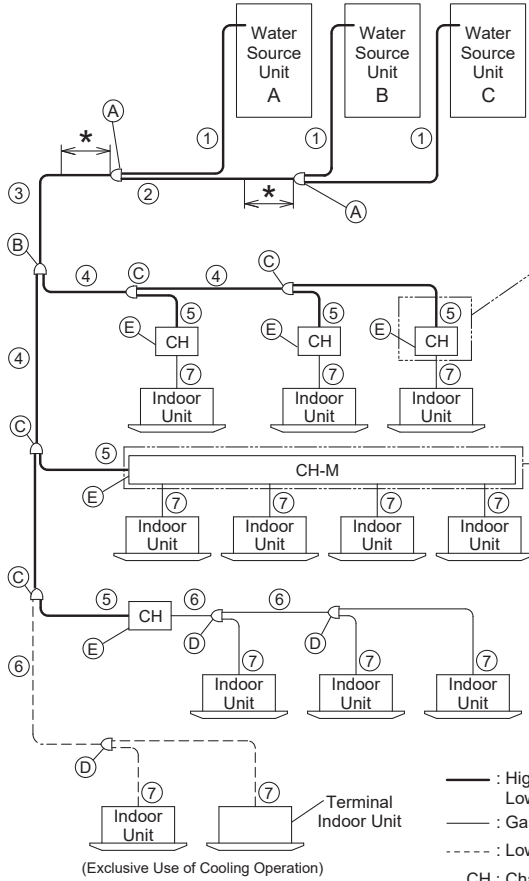 Water Source Unit A
Water Source Unit B
Water Source Unit C
A
1
1
1
*
3
2
*
A
B
4
C
4
C
5
5
5
E
CH
E
CH
E
CH
4
7
7
7
Indoor Unit
Indoor Unit
Indoor Unit
C
5
CH-M
E
7
7
7
7
Indoor Unit
Indoor Unit
Indoor Unit
Indoor Unit
C
5
CH
6
6
E
D
D
6
7
7
7
Indoor Unit
Indoor Unit
Indoor Unit
D
7
7
Indoor Unit
Terminal Indoor Unit
(Exclusive Use of Cooling Operation)
: Hig
Low
: Ga
: Low
CH : Ch